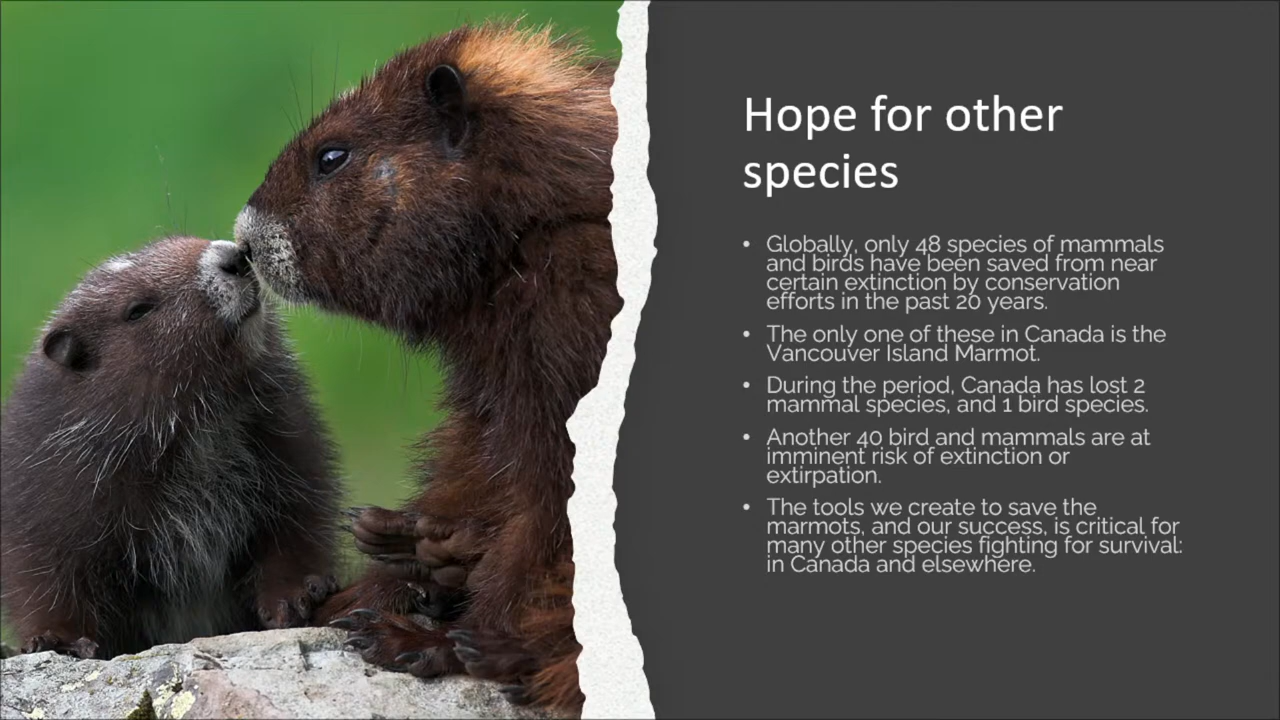 Hope for other
species
• Globally, only 48 species of mammals
and birds have been saved from near
certain extinction by conservation
efforts in the past 20 years.
• The only one of these in Canada is the
Vancouver Island Marmot.
• During the period, Canada has lost 2
mammal species, and 1 bird species.
• Another 40 bird and mammals are at
imminent risk of extinction or
extirpation.
• The tools we create to save the
marmots, and our success, is critical for
many other species fighting for survival:
in Canada and elsewhere.